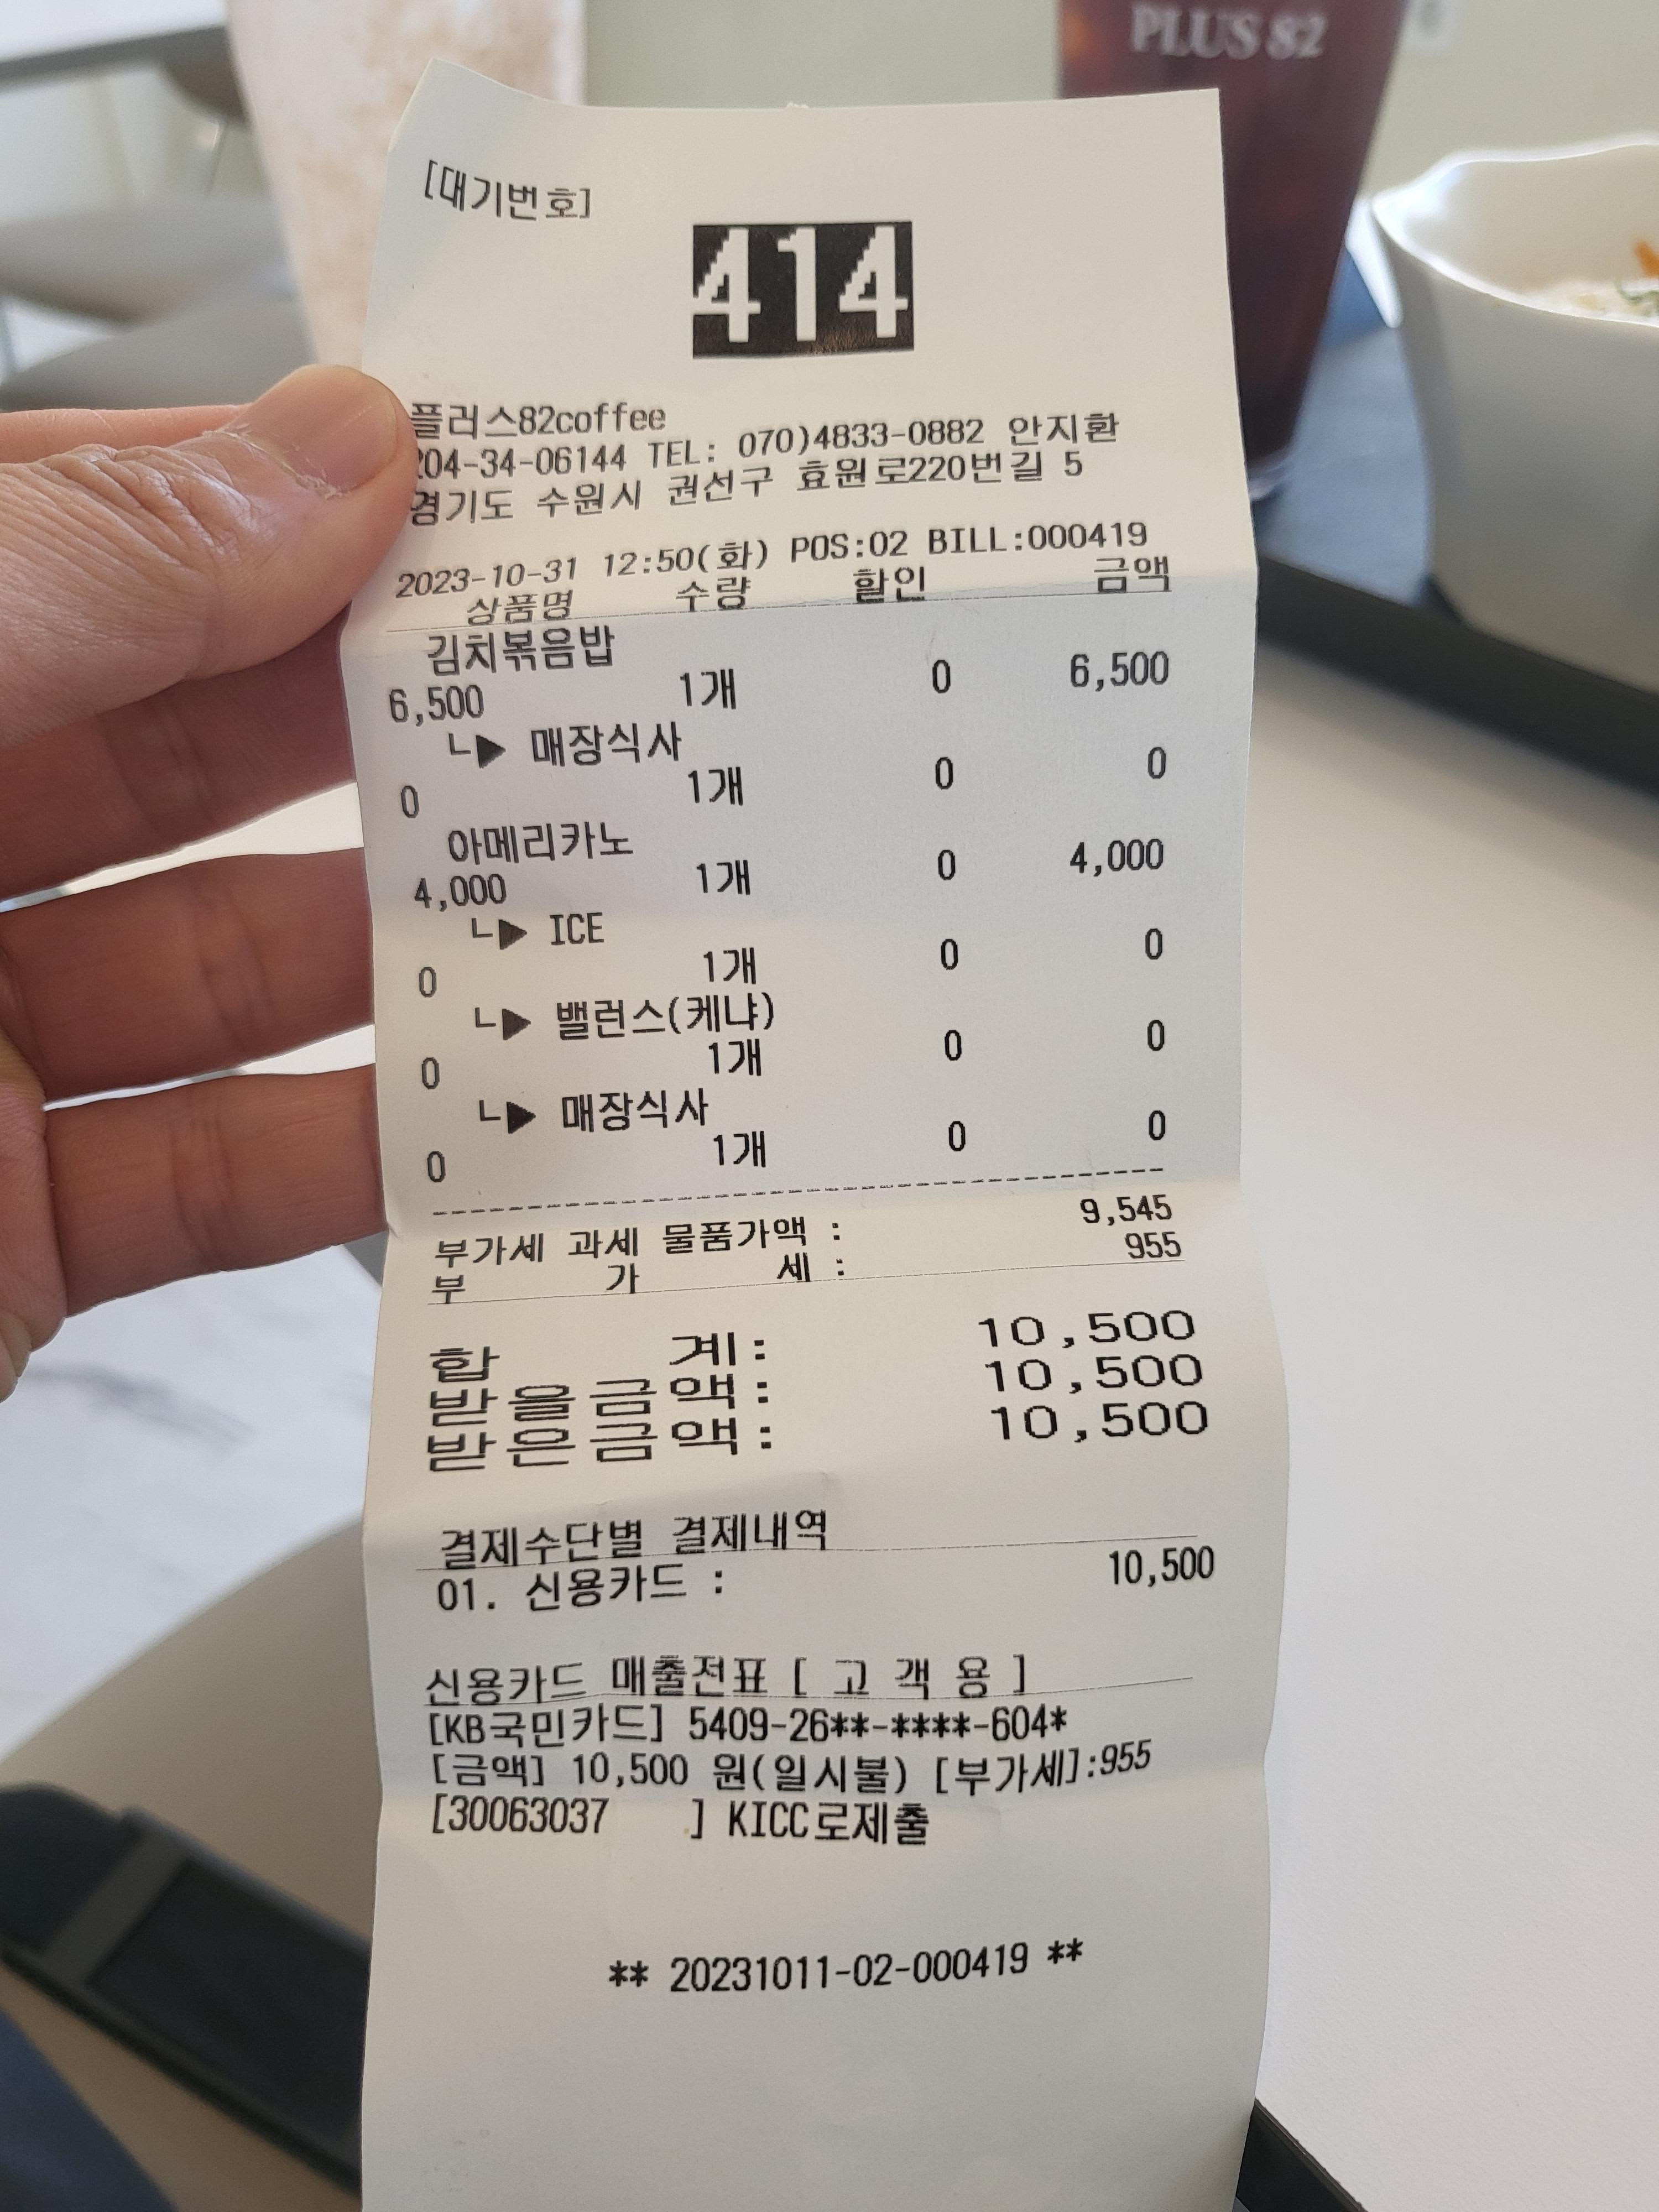 PLUS 82
[대기번호]
414
플러스82coffee
04-34-06144 TEL: 070)4833-0882 안지환
경기도 수원시 권선구 효원로220번길 5
2023-10-31 12:50(화) POS:02 BILL:000419
상품명 수량 할인 금액
김치볶음밥
6,500 1개 0 6,500
└▶ 매장식사
0 1개 0 0
아메리카노
4,000 1개 0 4,000
└▶ ICE
0 1개 0 0
└▶ 밸런스(케냐)
0 1개 0 0
└▶ 매장식사
0 1개 0 0
부가세 과세 물품가액 : 9,545
부 가 세 : 955
합 계: 10,500
받을금액: 10,500
받은금액: 10,500
결제수단별 결제내역
01. 신용카드 : 10,500
신용카드 매출전표 [ 고 객 용 ]
[KB국민카드] 5409-26**-****-604*
[금액] 10,500 원(일시불) [부가세]:955
[30063037 ] KICC로제출
** 20231011-02-000419 **